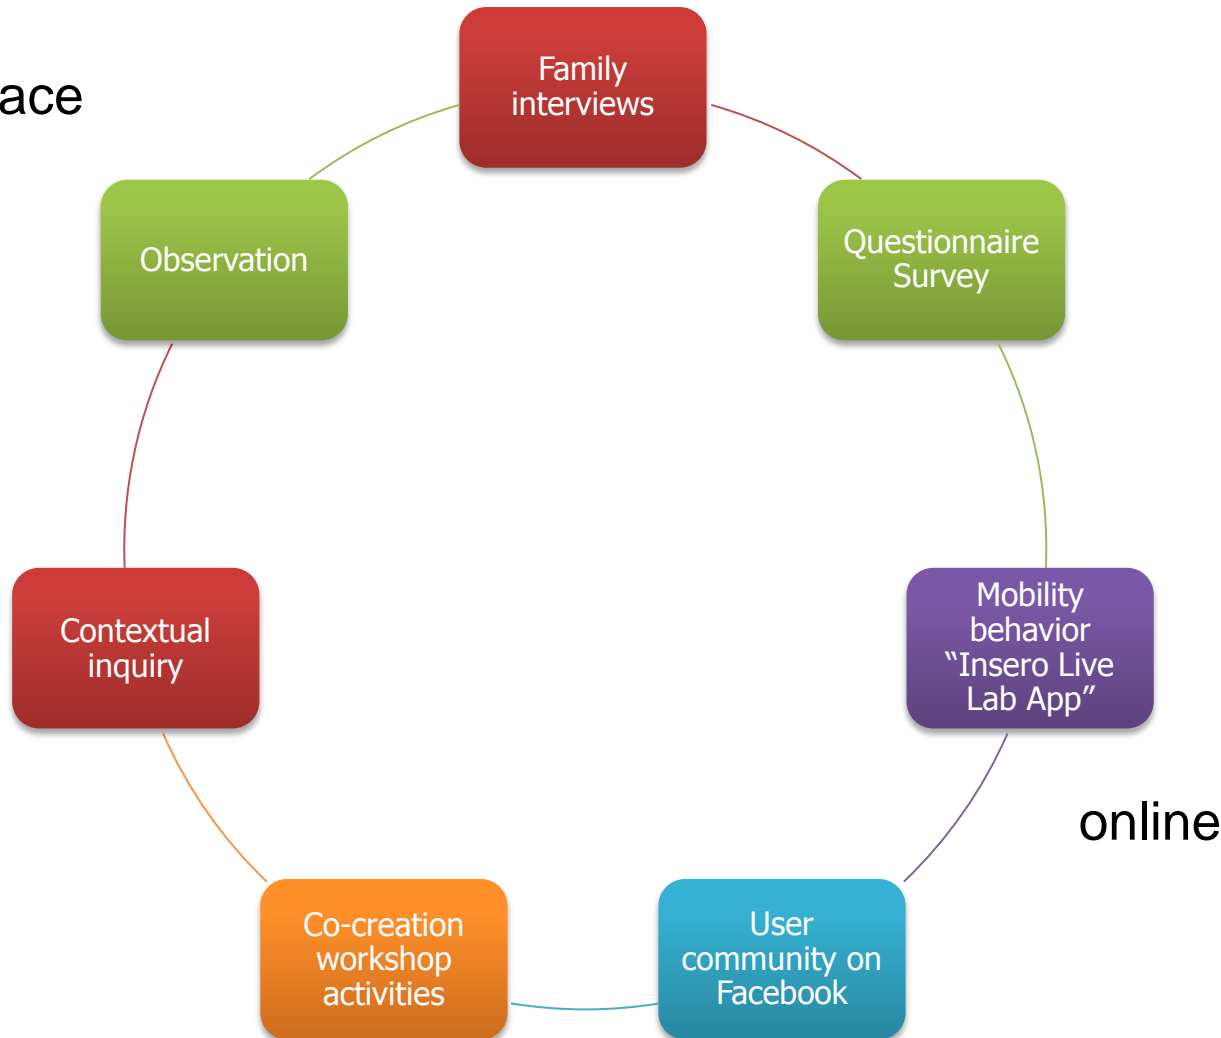 Family
interviews
ace
Observation
Questionnaire
Survey
Contextual
inquiry
Mobility
behavior
“Insero Live
Lab App”
online
Co-creation
workshop
activities
User
community on
Facebook